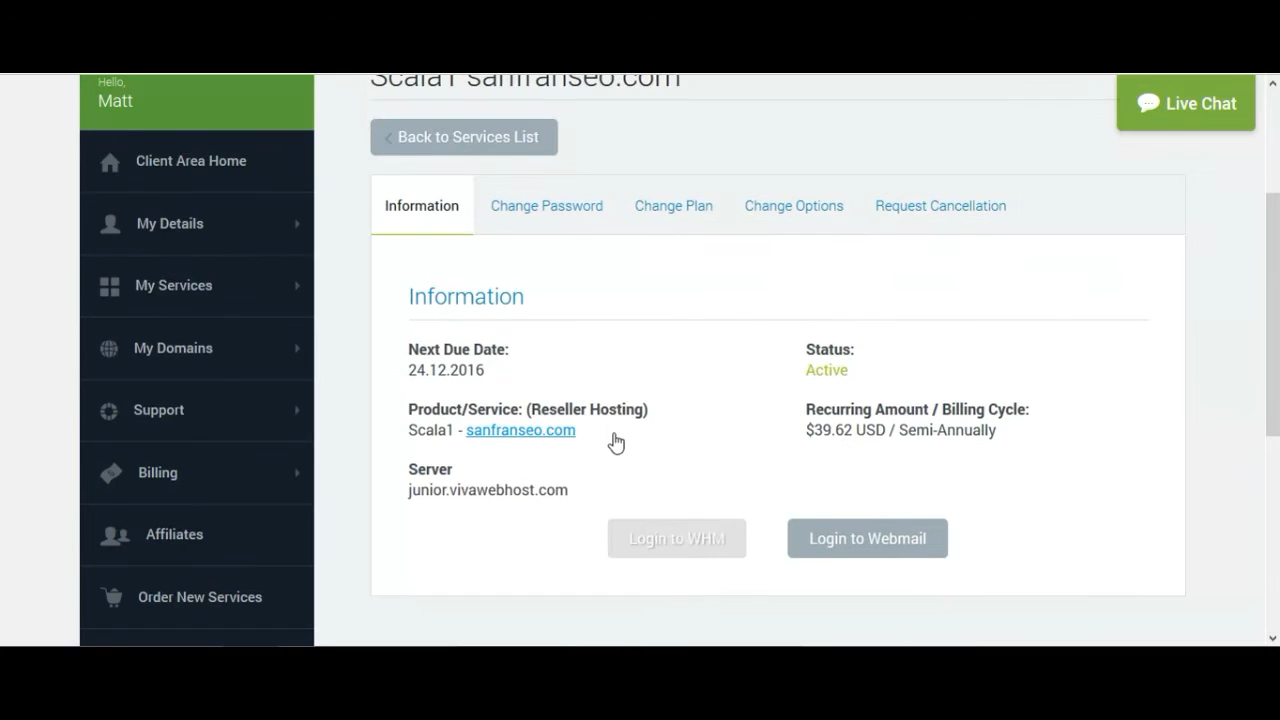 Hello,
Matt
Client Area Home
My Details
My Services
My Domains
Support
Billing
Affiliates
Order New Services
Scala1 sanfranseo.com
Live Chat
Back to Services List
Information
Change Password
Change Plan
Change Options
Request Cancellation
Information
Next Due Date:
24.12.2016
Status:
Active
Product/Service: (Reseller Hosting)
Scala1 - sanfranseo.com
Recurring Amount / Billing Cycle:
$39.62 USD / Semi-Annually
Server
junior.vivawebhost.com
Login to WHM
Login to Webmail